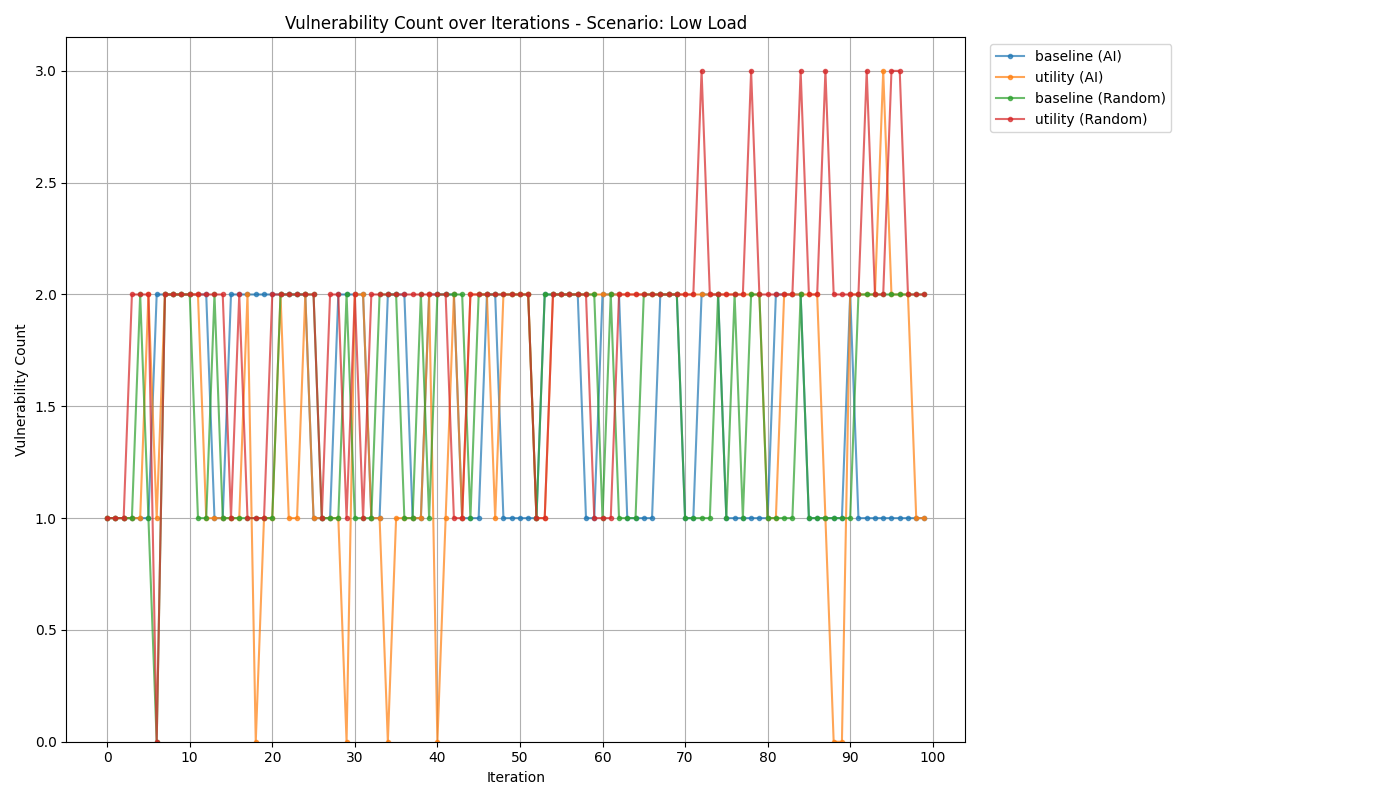 Vulnerability Count over Iterations - Scenario: Low Load
baseline (AI)
utility (AI)
baseline (Random)
utility (Random)
Vulnerability Count
3.0
2.5
2.0
1.5
1.0
0.5
0.0
0 10 20 30 40 50 60 70 80 90 100
Iteration